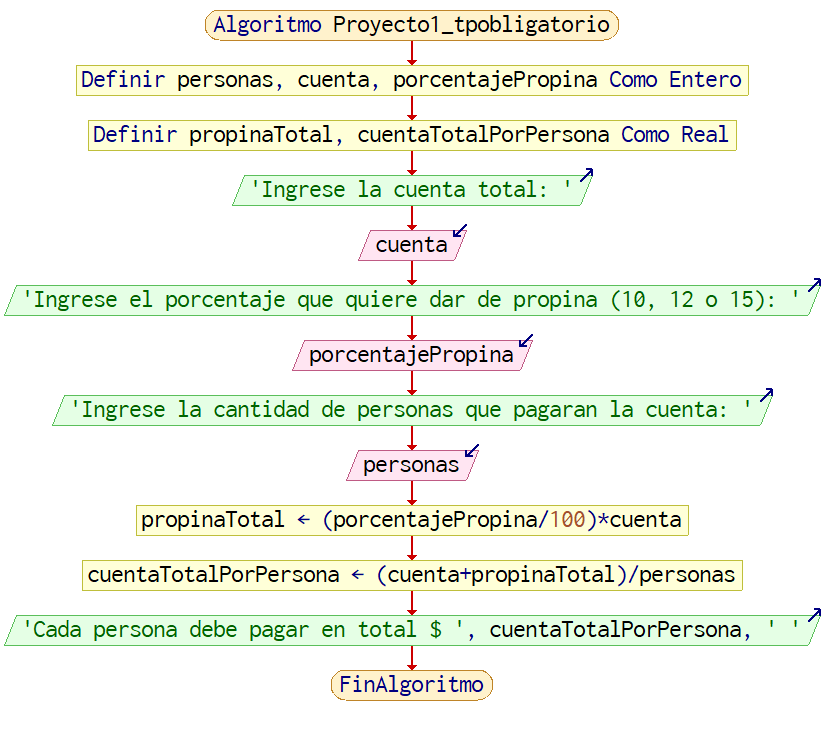 Algoritmo Proyecto1_tpobligatorio
Definir personas, cuenta, porcentajePropina Como Entero
Definir propinaTotal, cuentaTotalPorPersona Como Real
'Ingrese la cuenta total: '
cuenta
'Ingrese el porcentaje que quiere dar de propina (10, 12 o 15): '
porcentajePropina
'Ingrese la cantidad de personas que pagaran la cuenta: '
personas
propinaTotal ← (porcentajePropina/100)*cuenta
cuentaTotalPorPersona ← (cuenta+propinaTotal)/personas
'Cada persona debe pagar en total $ ', cuentaTotalPorPersona, ' '
FinAlgoritmo